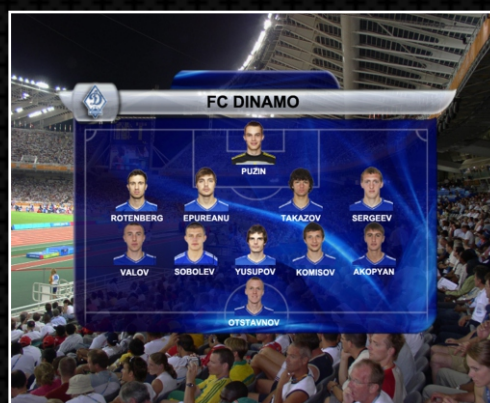 FC DINAMO
PUZIN
ROTENBERG EPUREANU TAKAZOV SERGEEV
VALOV SOBOLEV YUSUPOV KOMISOV AKOPYAN
OTSTAVNOV